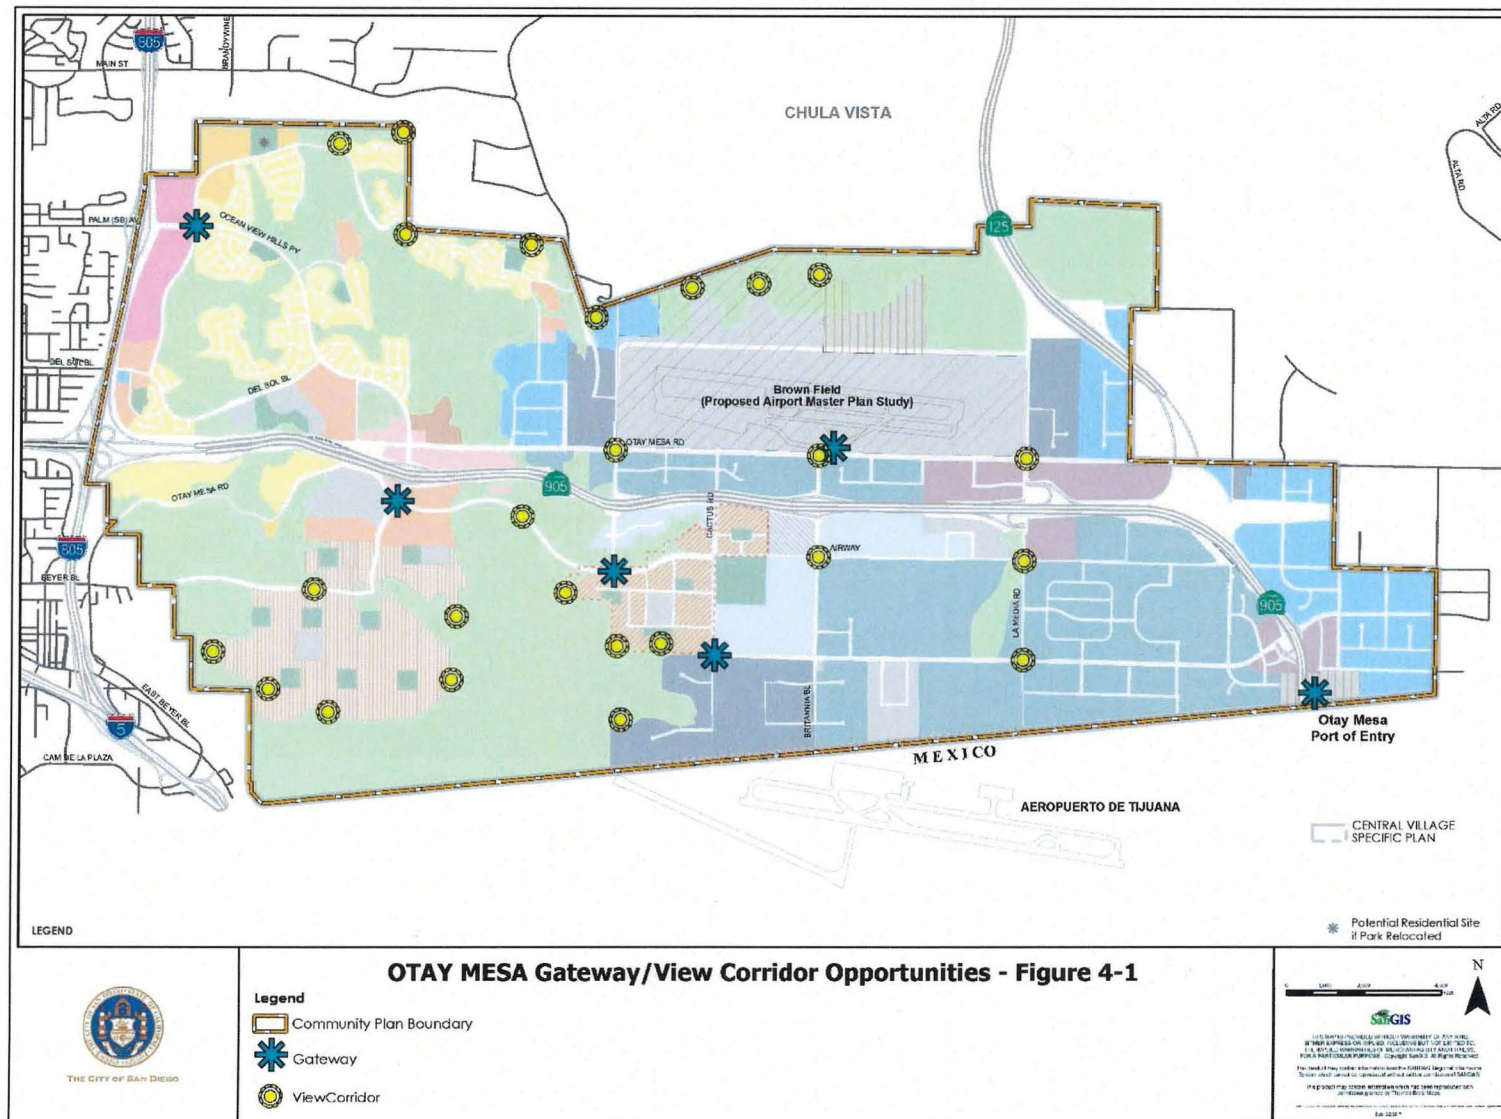 805
MAIN ST
BRANDYWINE
CHULA VISTA
ALTA RD
ALTA RD
PALM (SB) AV
OCEAN VIEW HILLS PY
125
DEL SOL BL
DEL SOL BL
Brown Field
(Proposed Airport Master Plan Study)
OTAY MESA RD
OTAY MESA RD
905
CACTUS RD
805
AIRWAY
BEYER BL
LA MEDIA RD
905
EAST BEYER BL
BRITANNIA BL
5
Otay Mesa
Port of Entry
CAM DE LA PLAZA
MEXICO
AEROPUERTO DE TIJUANA
CENTRAL VILLAGE
SPECIFIC PLAN
LEGEND
Potential Residential Site
if Park Relocated
OTAY MESA Gateway/View Corridor Opportunities - Figure 4-1
Legend
Community Plan Boundary
Gateway
ViewCorridor
THE CITY OF SAN DIEGO
N
SanGIS